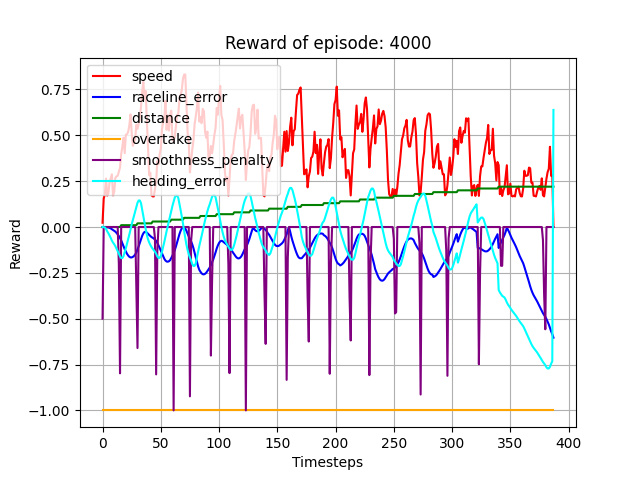 Reward of episode: 4000
speed
raceline_error
distance
overtake
smoothness_penalty
heading_error
0.75
0.50
0.25
0.00
−0.25
−0.50
−0.75
−1.00
Reward
0 50 100 150 200 250 300 350 400
Timesteps